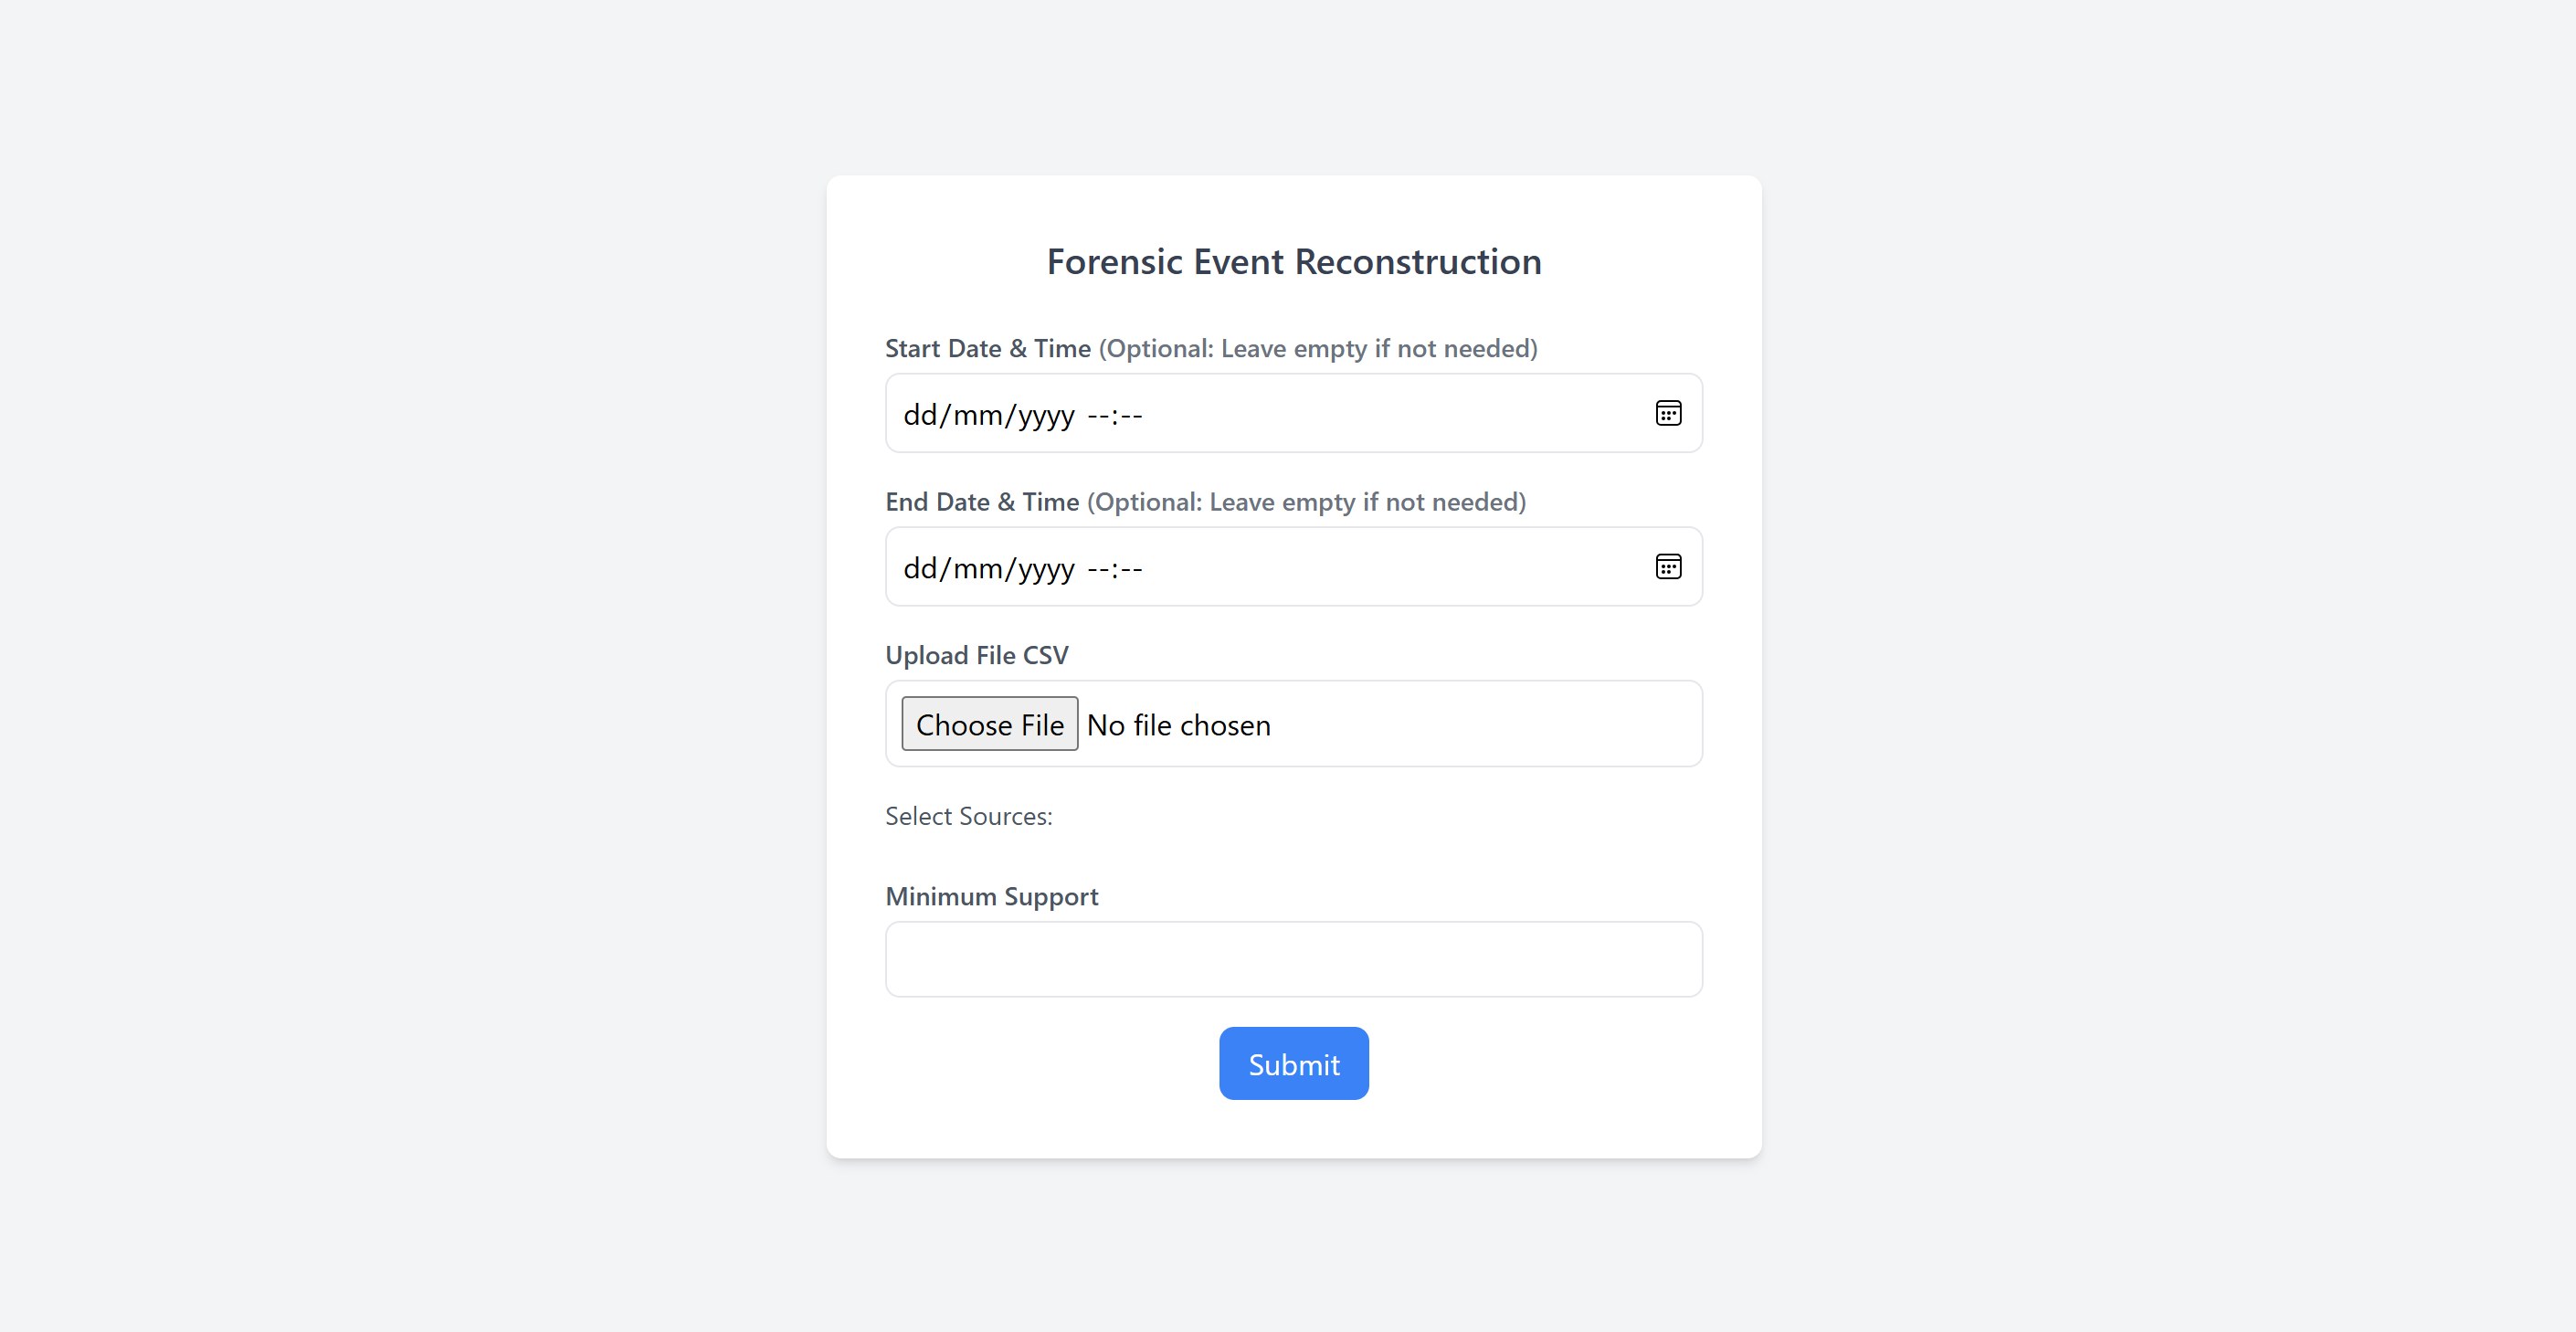 Forensic Event Reconstruction
Start Date & Time (Optional: Leave empty if not needed)
dd/mm/yyyy --:--
End Date & Time (Optional: Leave empty if not needed)
dd/mm/yyyy --:--
Upload File CSV
Choose File No file chosen
Select Sources:
Minimum Support
Submit